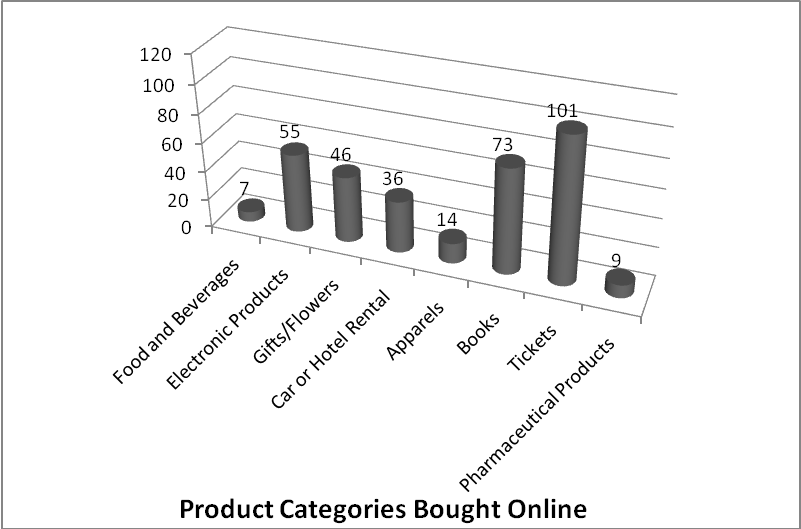 120
100
80
60
40
20
0
7
55
46
36
14
73
101
9
Food and Beverages
Electronic Products
Gifts/Flowers
Car or Hotel Rental
Apparels
Books
Tickets
Pharmaceutical Products
Product Categories Bought Online